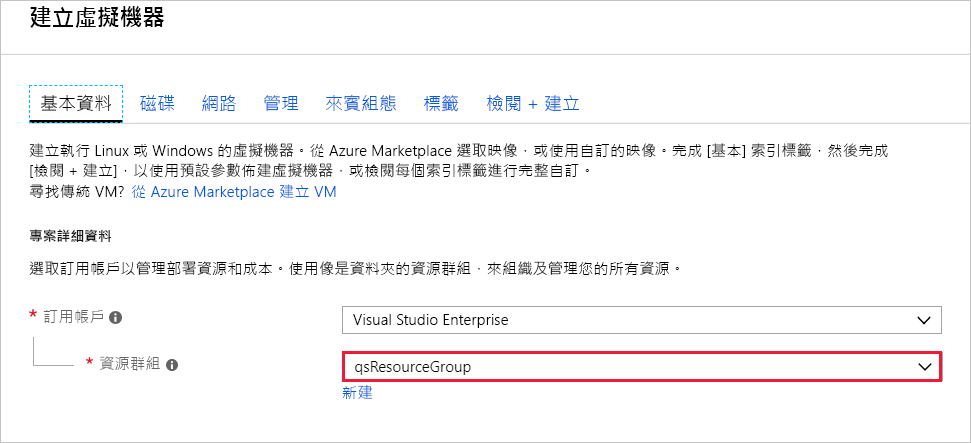 建立虛擬機器
基本資料 磁碟 網路 管理 來賓組態 標籤 檢閱 + 建立
建立執行 Linux 或 Windows 的虛擬機器。從 Azure Marketplace 選取映像，或使用自訂的映像。完成 [基本] 索引標籤，然後完成
[檢閱 + 建立]，以使用預設參數佈建虛擬機器，或檢閱每個索引標籤進行完整自訂。
尋找傳統 VM? 從 Azure Marketplace 建立 VM
專案詳細資料
選取訂用帳戶以管理部署資源和成本。使用像是資料夾的資源群組，來組織及管理您的所有資源。
* 訂用帳戶 Visual Studio Enterprise
* 資源群組 qsResourceGroup
新建